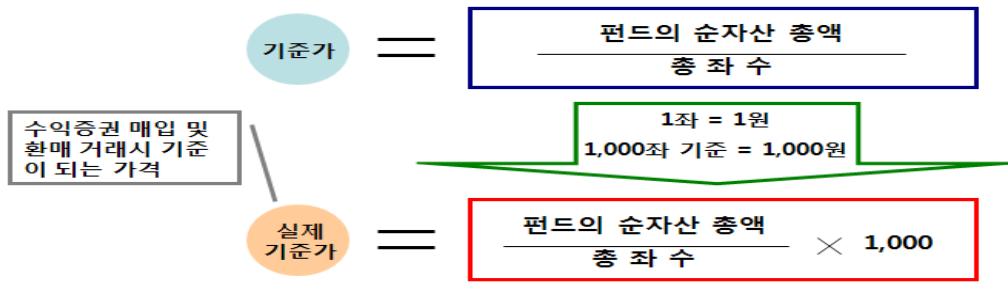 기준가
=
펀드의 순자산 총액
총 좌 수
수익증권 매입 및
환매 거래시 기준
이 되는 가격
1좌 = 1원
1,000좌 기준 = 1,000원
실제
기준가
=
펀드의 순자산 총액
총 좌 수
× 1,000